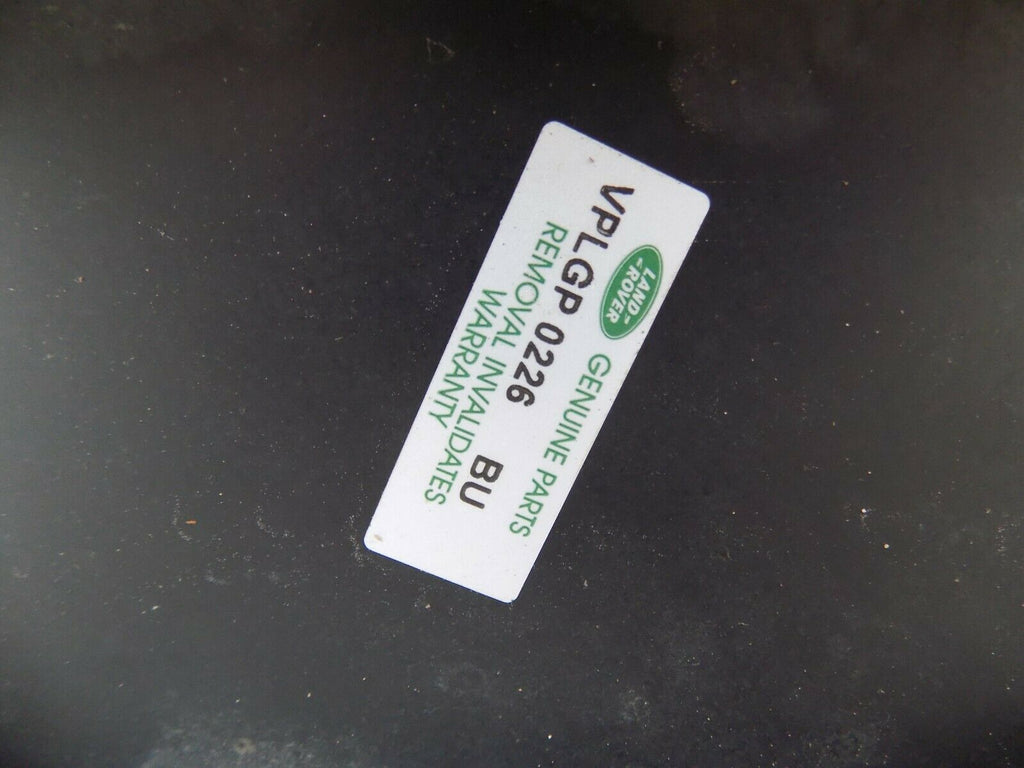 LAND-
-ROVER
GENUINE PARTS
VPLGP 0226 BU
REMOVAL INVALIDATES
WARRANTY